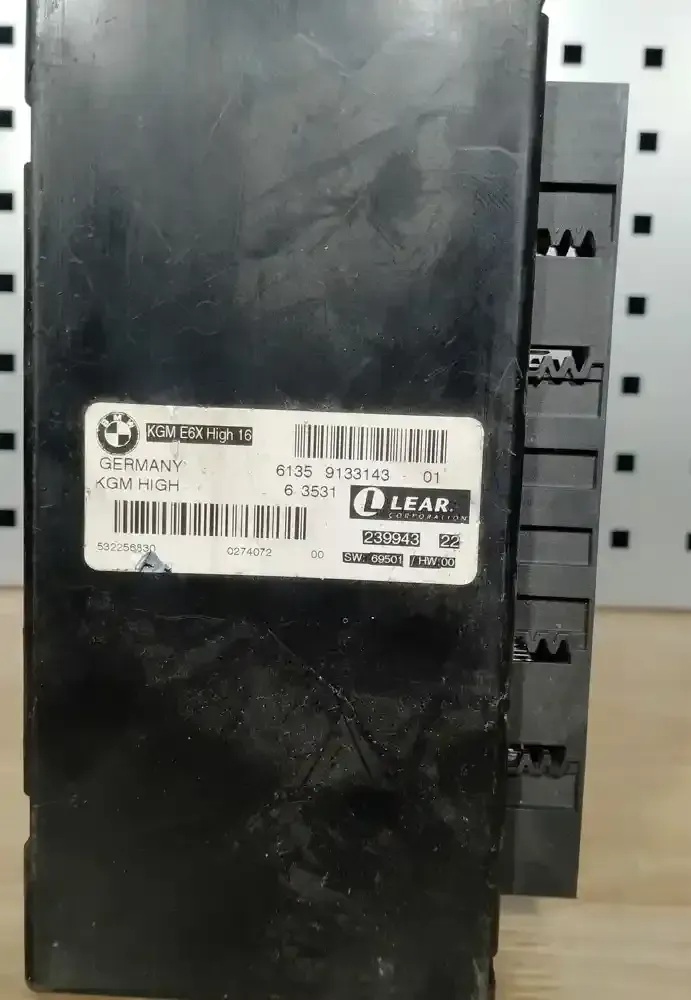 BMW
KGM E6X High 16
GERMANY
6135 9133143 01
KGM HIGH
6 3531
LEAR.
CORPORATION
239943 22
532256830 0274072 00
SW: 69501 / HW:00